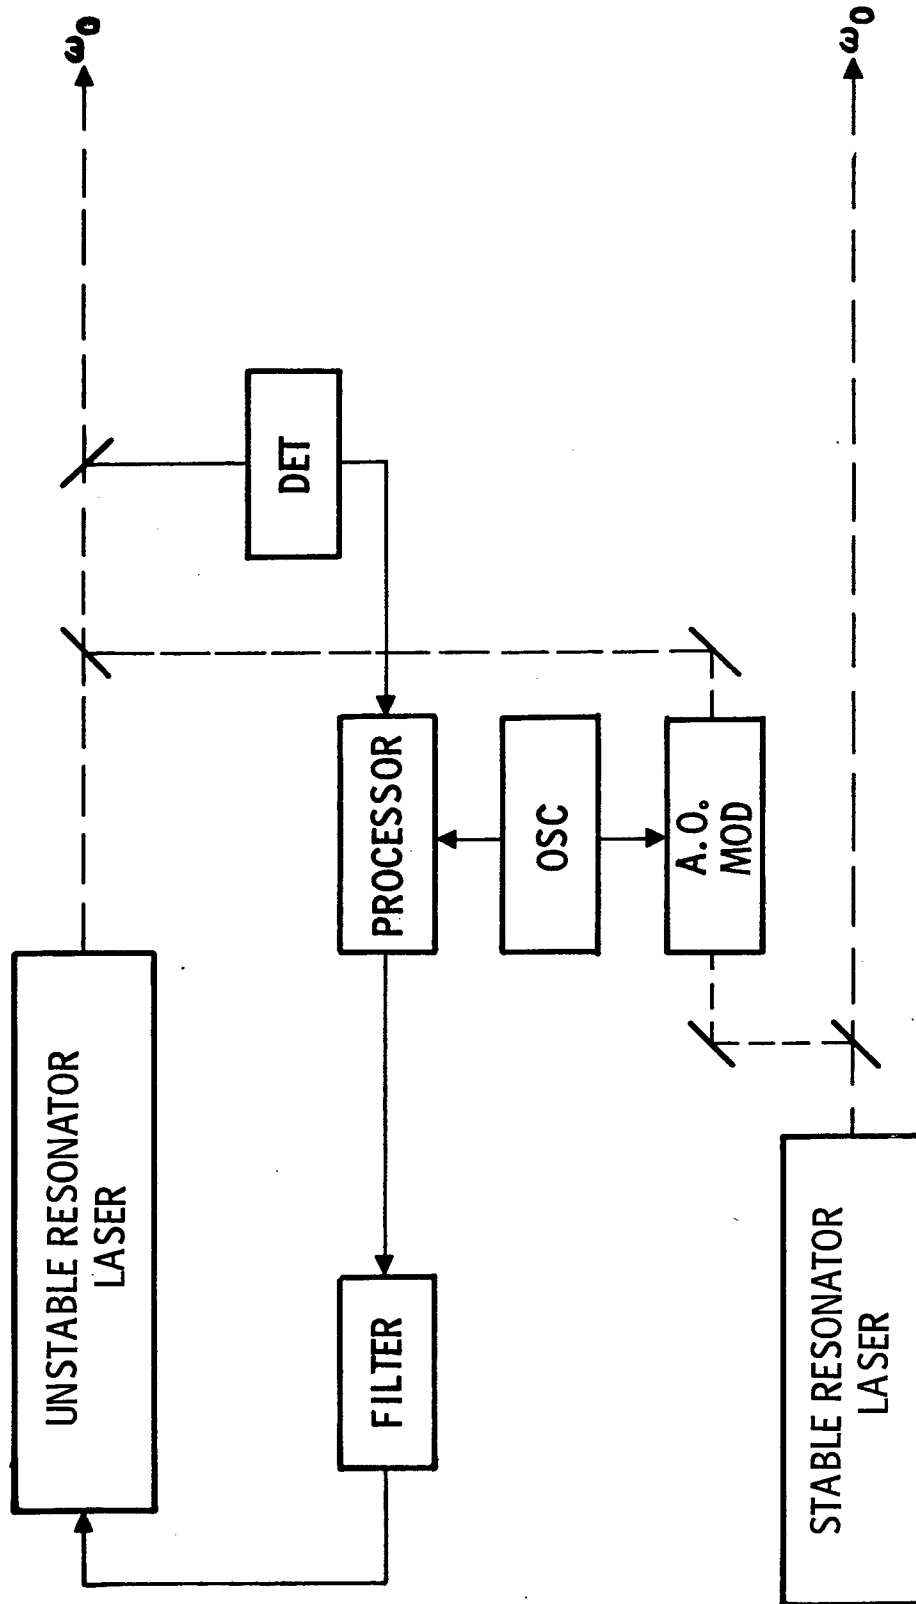 UNSTABLE RESONATOR
LASER
ω₀
DET
FILTER
PROCESSOR
OSC
A.O.
MOD
STABLE RESONATOR
LASER
ω₀